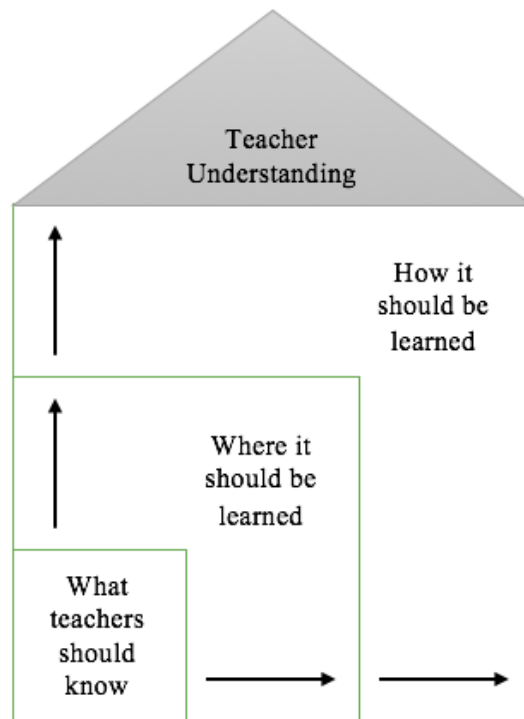 Teacher
Understanding
How it
should be
learned
Where it
should be
learned
What
teachers
should
know